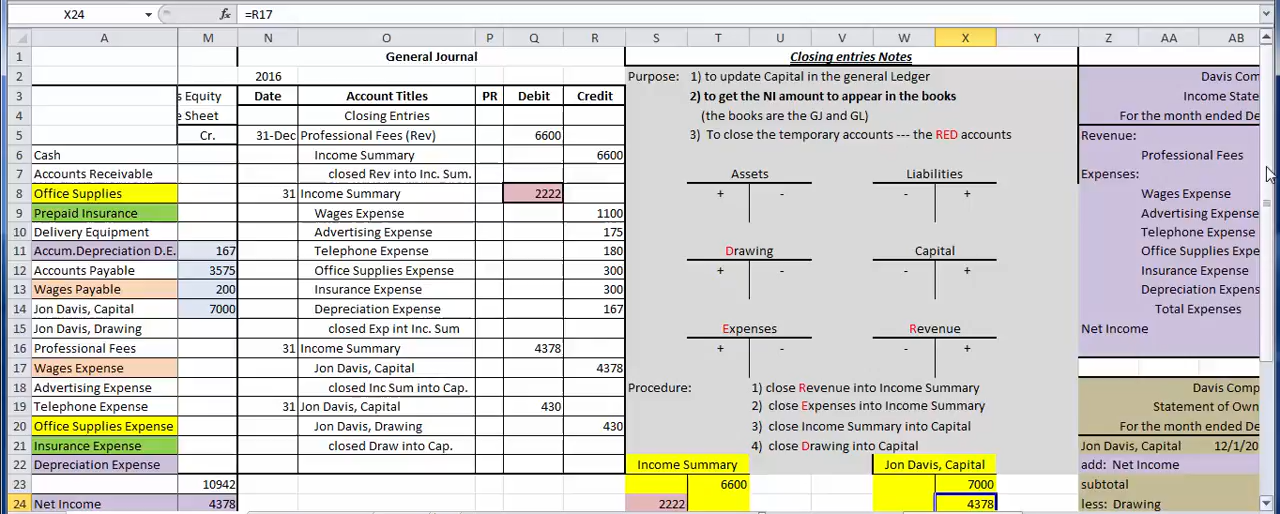 X24 fx =R17
A M N O P Q R S T U V W X Y Z AA AB
1 General Journal Closing entries Notes
2 2016 Purpose: 1) to update Capital in the general Ledger Davis Com
3 s Equity Date Account Titles PR Debit Credit 2) to get the NI amount to appear in the books Income State
4 e Sheet Closing Entries (the books are the GJ and GL) For the month ended De
5 Cr. 31-Dec Professional Fees (Rev) 6600 3) To close the temporary accounts --- the RED accounts Revenue:
6 Cash Income Summary 6600 Professional Fees
7 Accounts Receivable closed Rev into Inc. Sum. Assets Liabilities Expenses:
8 Office Supplies 31 Income Summary 2222 + - - + Wages Expense
9 Prepaid Insurance Wages Expense 1100 Advertising Expense
10 Delivery Equipment Advertising Expense 175 Telephone Expense
11 Accum.Depreciation D.E. 167 Telephone Expense 180 Drawing Capital Office Supplies Expe
12 Accounts Payable 3575 Office Supplies Expense 300 + - - + Insurance Expense
13 Wages Payable 200 Insurance Expense 300 Depreciation Expens
14 Jon Davis, Capital 7000 Depreciation Expense 167 Total Expenses
15 Jon Davis, Drawing closed Exp int Inc. Sum Expenses Revenue Net Income
16 Professional Fees 31 Income Summary 4378 + - - +
17 Wages Expense Jon Davis, Capital 4378
18 Advertising Expense closed Inc Sum into Cap. Procedure: 1) close Revenue into Income Summary Davis Comp
19 Telephone Expense 31 Jon Davis, Capital 430 2) close Expenses into Income Summary Statement of Own
20 Office Supplies Expense Jon Davis, Drawing 430 3) close Income Summary into Capital For the month ended De
21 Insurance Expense closed Draw into Cap. 4) close Drawing into Capital Jon Davis, Capital 12/1/20
22 Depreciation Expense Income Summary Jon Davis, Capital add: Net Income
23 10942 6600 7000 subtotal
24 Net Income 4378 2222 4378 less: Drawing